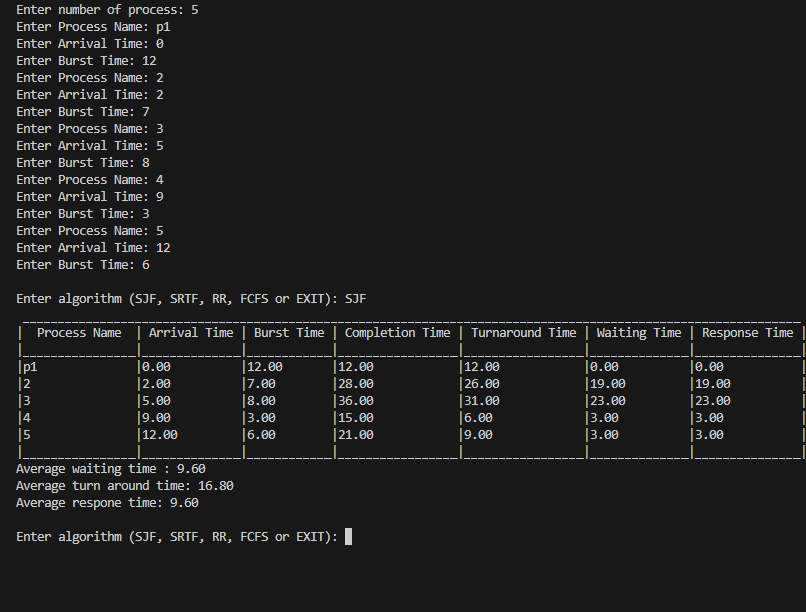 Enter number of process: 5
Enter Process Name: p1
Enter Arrival Time: 0
Enter Burst Time: 12
Enter Process Name: 2
Enter Arrival Time: 2
Enter Burst Time: 7
Enter Process Name: 3
Enter Arrival Time: 5
Enter Burst Time: 8
Enter Process Name: 4
Enter Arrival Time: 9
Enter Burst Time: 3
Enter Process Name: 5
Enter Arrival Time: 12
Enter Burst Time: 6
Enter algorithm (SJF, SRTF, RR, FCFS or EXIT): SJF
| Process Name | Arrival Time | Burst Time | Completion Time | Turnaround Time | Waiting Time | Response Time |
|p1 |0.00 |12.00 |12.00 |12.00 |0.00 |0.00 |
|2 |2.00 |7.00 |28.00 |26.00 |19.00 |19.00 |
|3 |5.00 |8.00 |36.00 |31.00 |23.00 |23.00 |
|4 |9.00 |3.00 |15.00 |6.00 |3.00 |3.00 |
|5 |12.00 |6.00 |21.00 |9.00 |3.00 |3.00 |
Average waiting time : 9.60
Average turn around time: 16.80
Average respone time: 9.60
Enter algorithm (SJF, SRTF, RR, FCFS or EXIT):